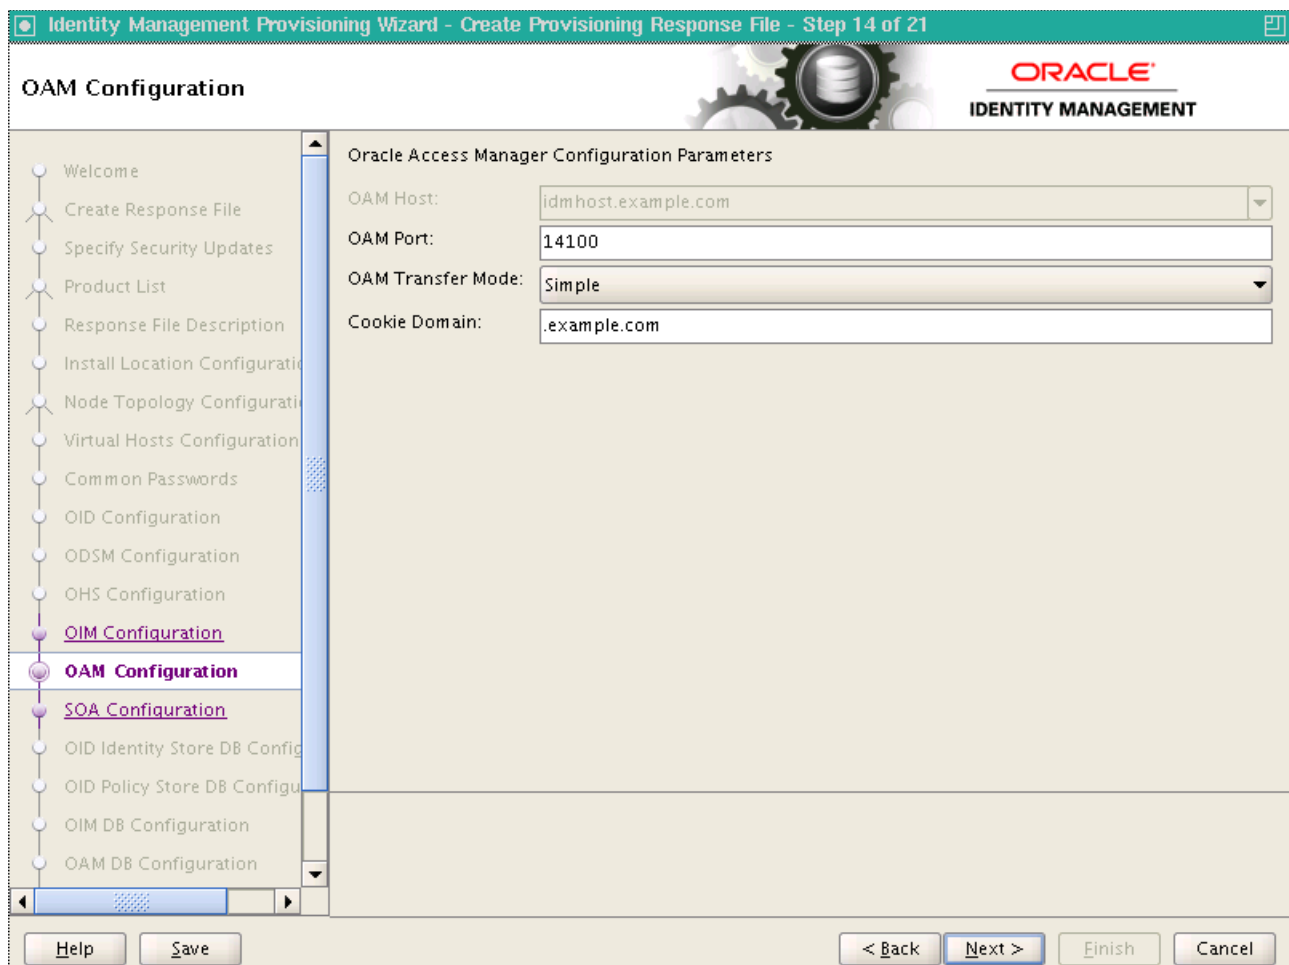 Identity Management Provisioning Wizard - Create Provisioning Response File - Step 14 of 21
OAM Configuration
ORACLE
IDENTITY MANAGEMENT
Welcome
Create Response File
Specify Security Updates
Product List
Response File Description
Install Location Configuratio
Node Topology Configurati
Virtual Hosts Configuration
Common Passwords
OID Configuration
ODSM Configuration
OHS Configuration
OIM Configuration
OAM Configuration
SOA Configuration
OID Identity Store DB Config
OID Policy Store DB Configu
OIM DB Configuration
OAM DB Configuration
Oracle Access Manager Configuration Parameters
OAM Host: idmhost.example.com
OAM Port: 14100
OAM Transfer Mode: Simple
Cookie Domain: .example.com
Help Save < Back Next > Finish Cancel